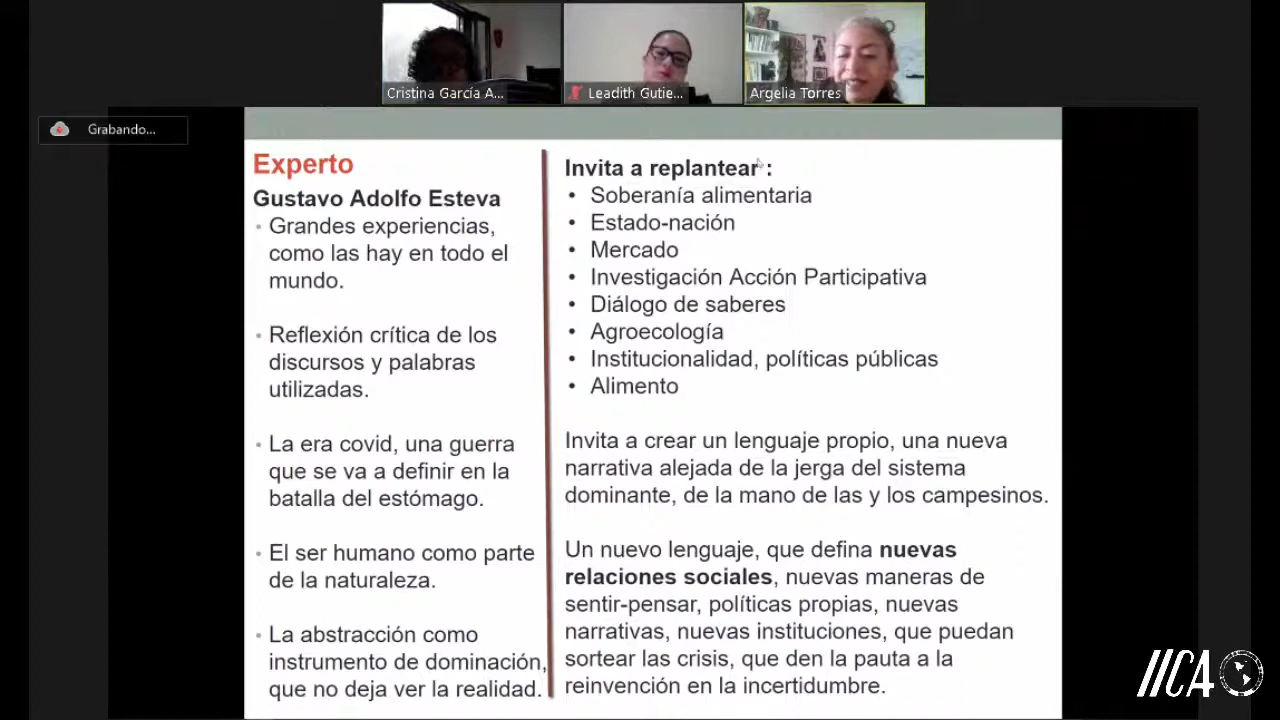 Cristina García A...
Leadith Gutie...
Argelia Torres
Grabando...
Experto
Gustavo Adolfo Esteva
• Grandes experiencias,
como las hay en todo el
mundo.
• Reflexión crítica de los
discursos y palabras
utilizadas.
• La era covid, una guerra
que se va a definir en la
batalla del estómago.
• El ser humano como parte
de la naturaleza.
• La abstracción como
instrumento de dominación,
que no deja ver la realidad.
Invita a replantear :
• Soberanía alimentaria
• Estado-nación
• Mercado
• Investigación Acción Participativa
• Diálogo de saberes
• Agroecología
• Institucionalidad, políticas públicas
• Alimento
Invita a crear un lenguaje propio, una nueva
narrativa alejada de la jerga del sistema
dominante, de la mano de las y los campesinos.
Un nuevo lenguaje, que defina nuevas
relaciones sociales, nuevas maneras de
sentir-pensar, políticas propias, nuevas
narrativas, nuevas instituciones, que puedan
sortear las crisis, que den la pauta a la
reinvención en la incertidumbre.
IICA